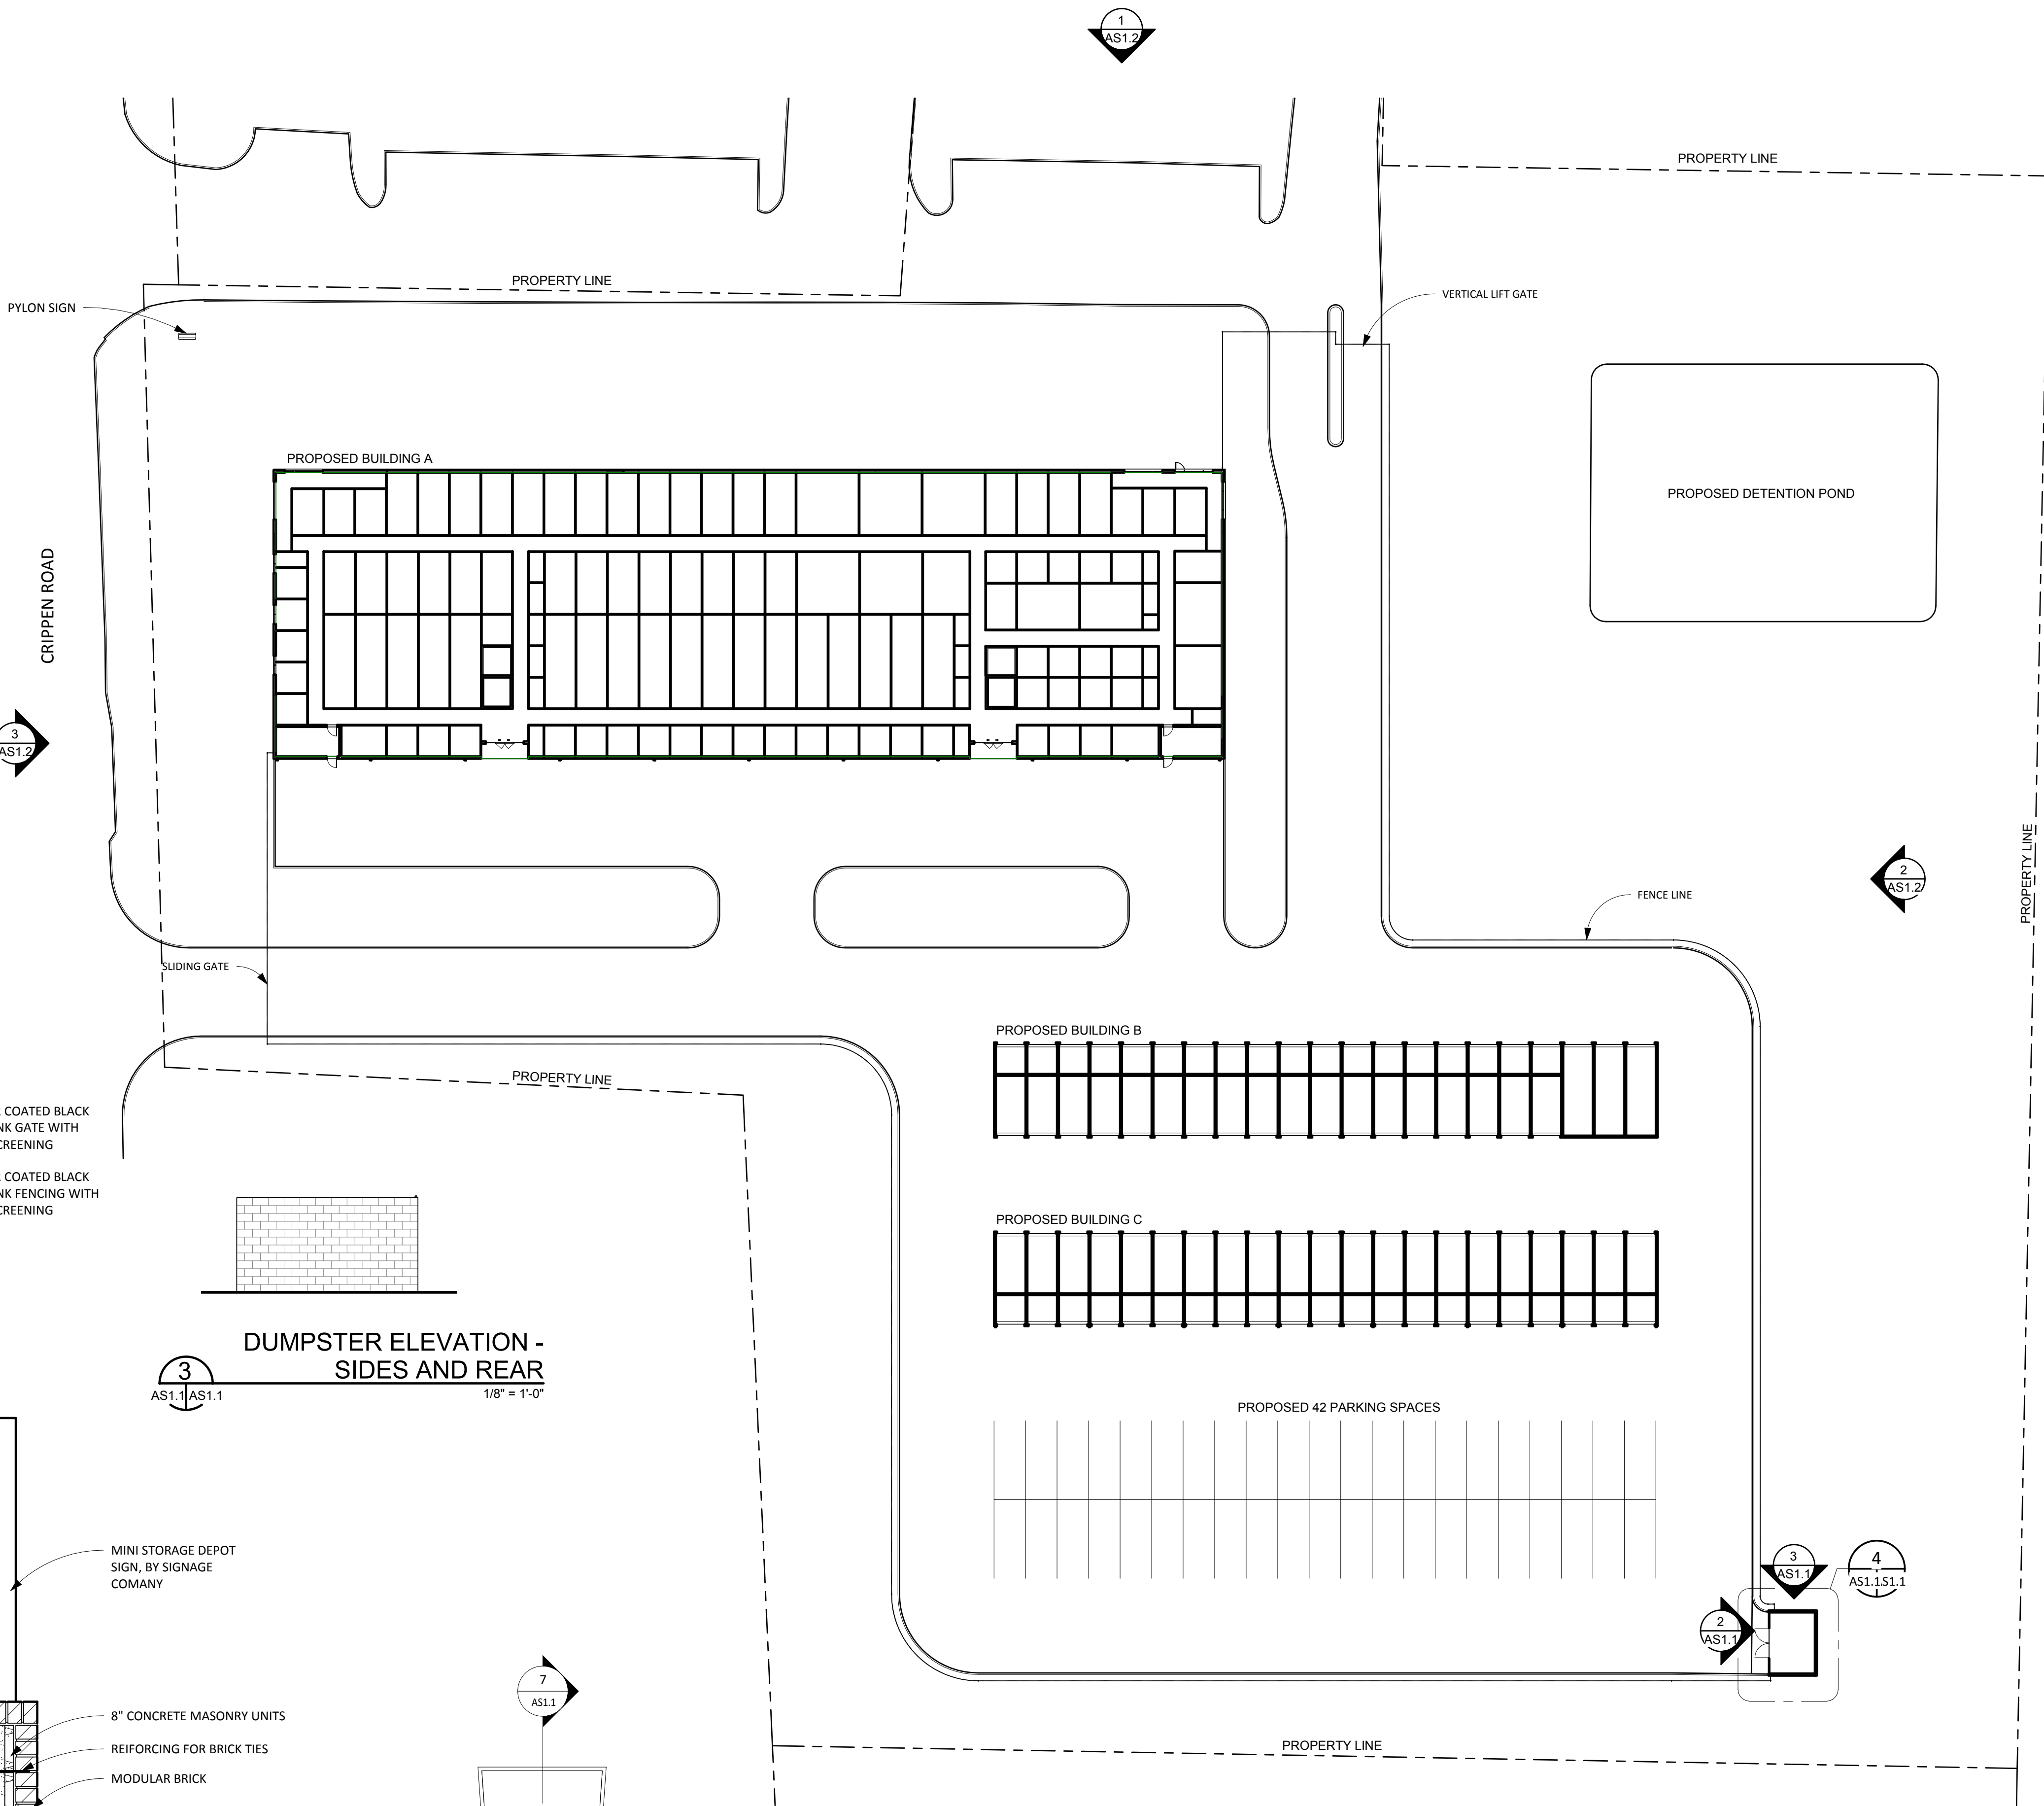 1
AS1.2
PROPERTY LINE
PROPERTY LINE
PYLON SIGN
VERTICAL LIFT GATE
PROPOSED BUILDING A
PROPOSED DETENTION POND
CRIPPEN ROAD
3
AS1.2
2
AS1.2
PROPERTY LINE
FENCE LINE
SLIDING GATE
PROPOSED BUILDING B
PROPERTY LINE
COATED BLACK
NK GATE WITH
CREENING
COATED BLACK
NK FENCING WITH
CREENING
PROPOSED BUILDING C
DUMPSTER ELEVATION -
SIDES AND REAR
3
AS1.1 AS1.1
1/8" = 1'-0"
PROPOSED 42 PARKING SPACES
MINI STORAGE DEPOT
SIGN, BY SIGNAGE
COMANY
3
AS1.1
4
AS1.1
S1.1
2
AS1.1
7
AS1.1
8" CONCRETE MASONRY UNITS
REIFORCING FOR BRICK TIES
MODULAR BRICK
PROPERTY LINE